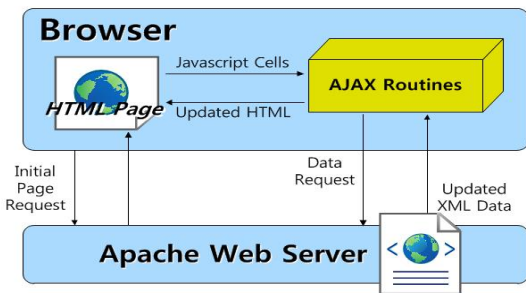 Browser
Javascript Cells
HTML Page
AJAX Routines
Updated HTML
Initial
Page
Request
Data
Request
Updated
XML Data
Apache Web Server
< >